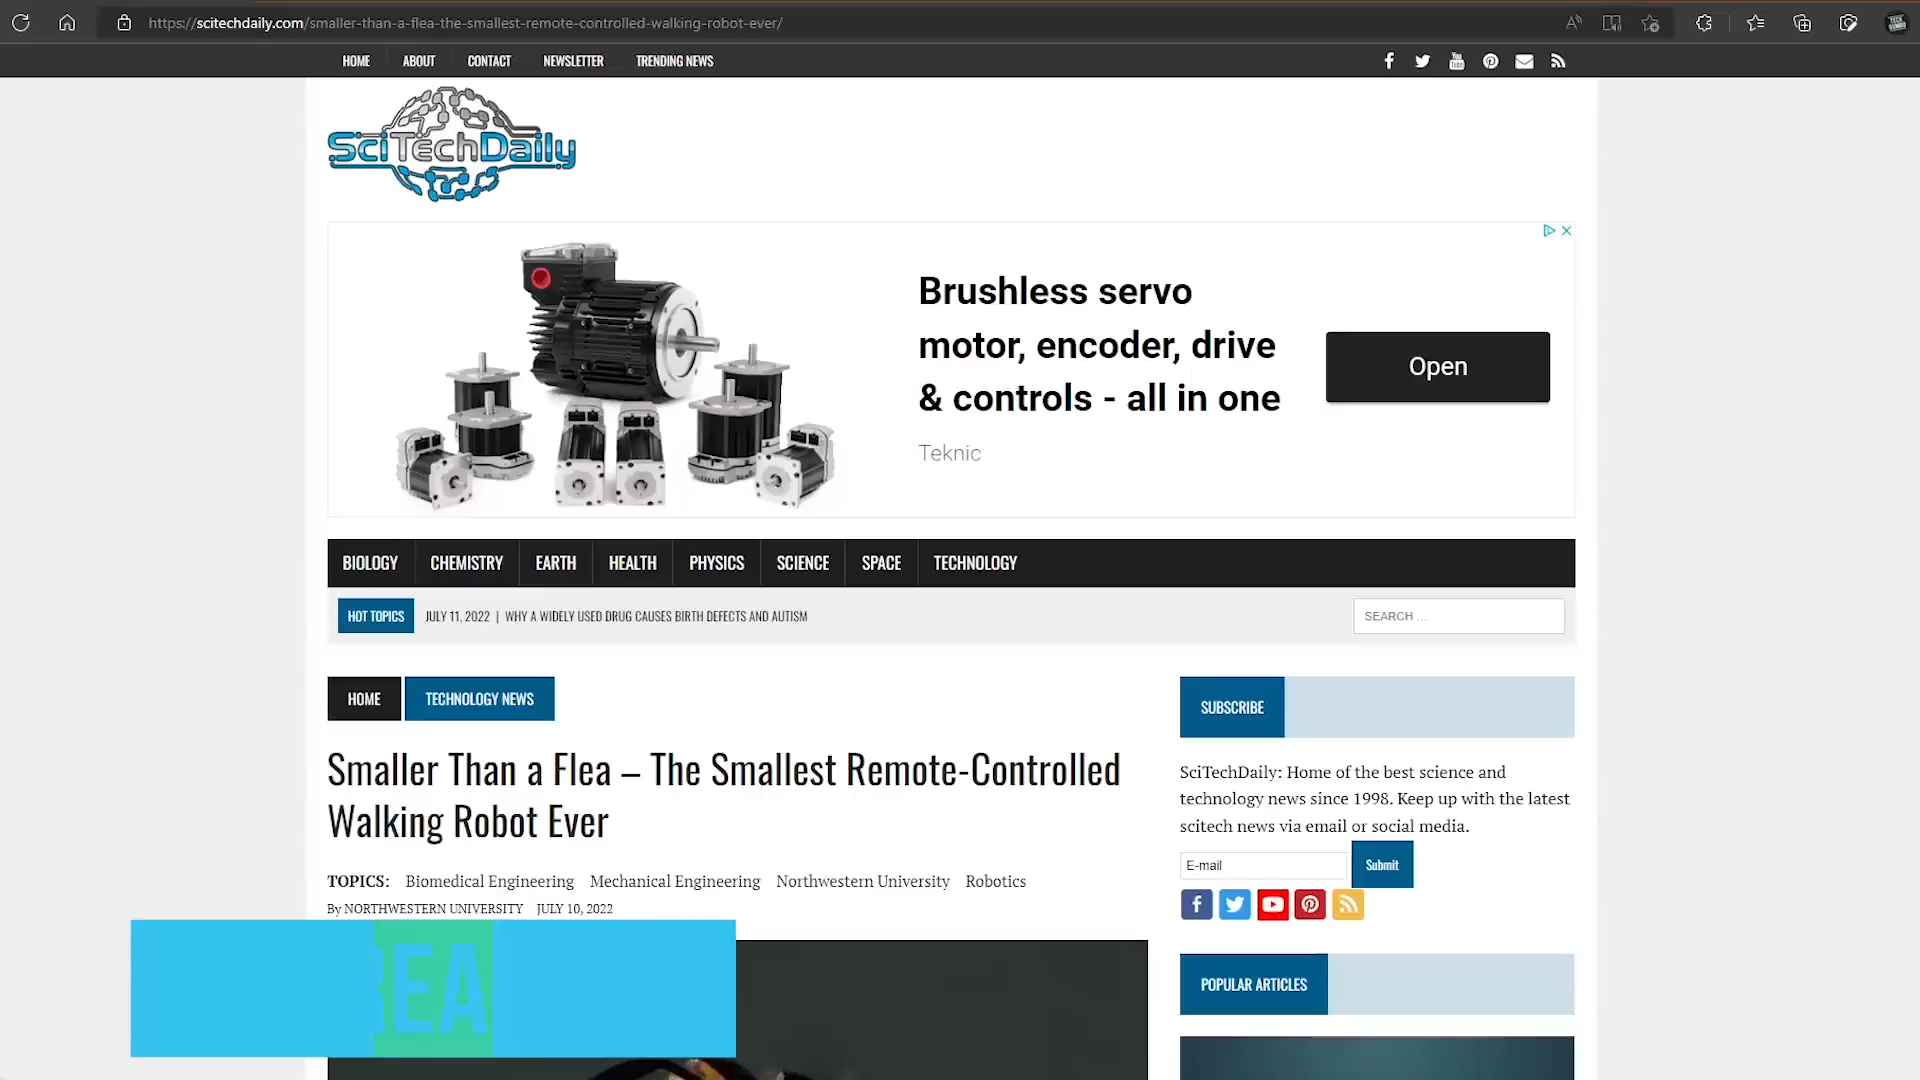 https://scitechdaily.com/smaller-than-a-flea-the-smallest-remote-controlled-walking-robot-ever/
HOME ABOUT CONTACT NEWSLETTER TRENDING NEWS
SciTechDaily
Brushless servo
motor, encoder, drive
& controls - all in one
Teknic
Open
BIOLOGY CHEMISTRY EARTH HEALTH PHYSICS SCIENCE SPACE TECHNOLOGY
HOT TOPICS JULY 11, 2022 | WHY A WIDELY USED DRUG CAUSES BIRTH DEFECTS AND AUTISM
SEARCH ...
HOME TECHNOLOGY NEWS
Smaller Than a Flea – The Smallest Remote-Controlled
Walking Robot Ever
TOPICS: Biomedical Engineering Mechanical Engineering Northwestern University Robotics
By NORTHWESTERN UNIVERSITY JULY 10, 2022
SUBSCRIBE
SciTechDaily: Home of the best science and
technology news since 1998. Keep up with the latest
scitech news via email or social media.
E-mail Submit
POPULAR ARTICLES